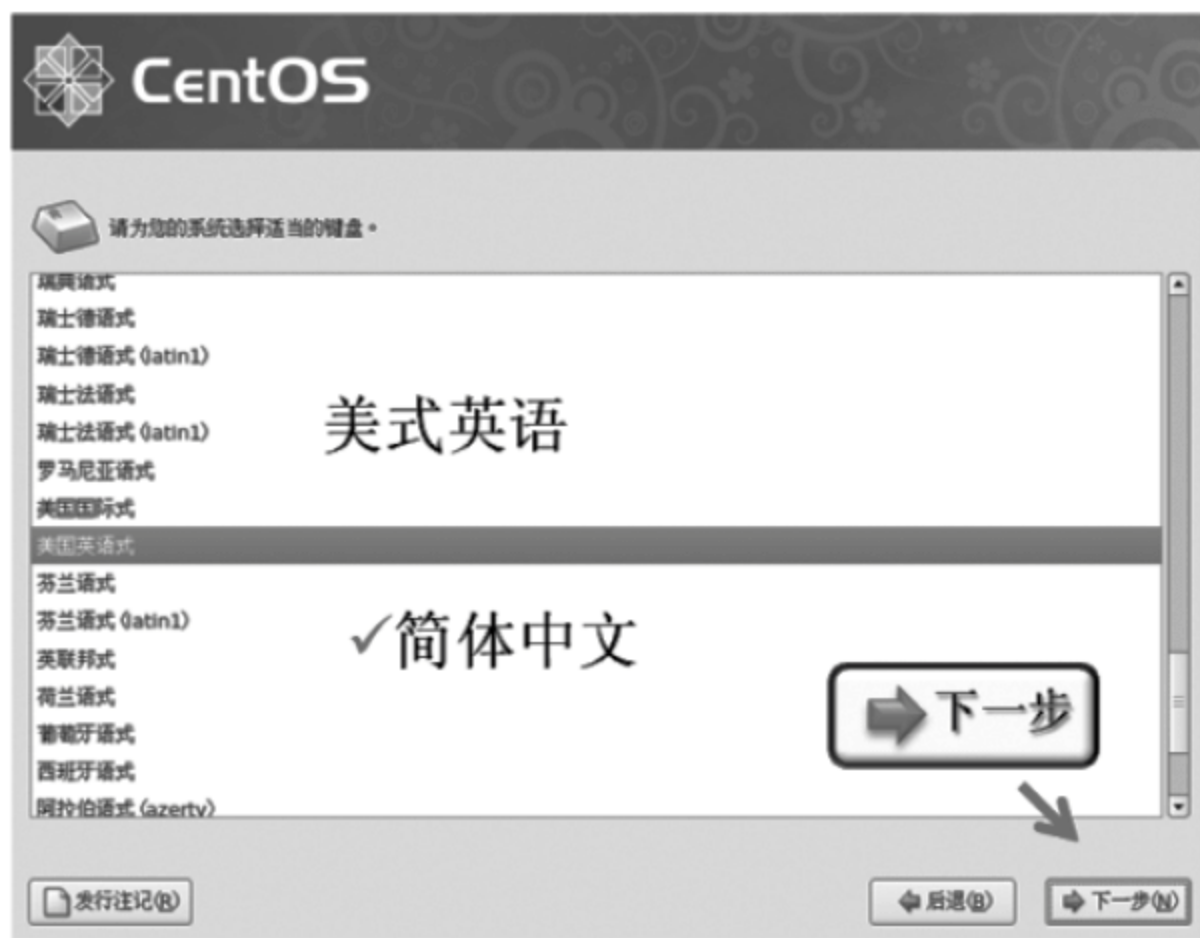 CentOS
请为您的系统选择适当的键盘。
瑞典语式
瑞士德语式
瑞士德语式 (latin1)
瑞士法语式
瑞士法语式 (latin1)
罗马尼亚语式
美国国际式
美国英语式
芬兰语式
芬兰语式 (latin1)
英联邦式
荷兰语式
葡萄牙语式
西班牙语式
阿拉伯语式 (azerty)
美式英语
✓简体中文
下一步
发行注记(R)
后退(B)
下一步(N)